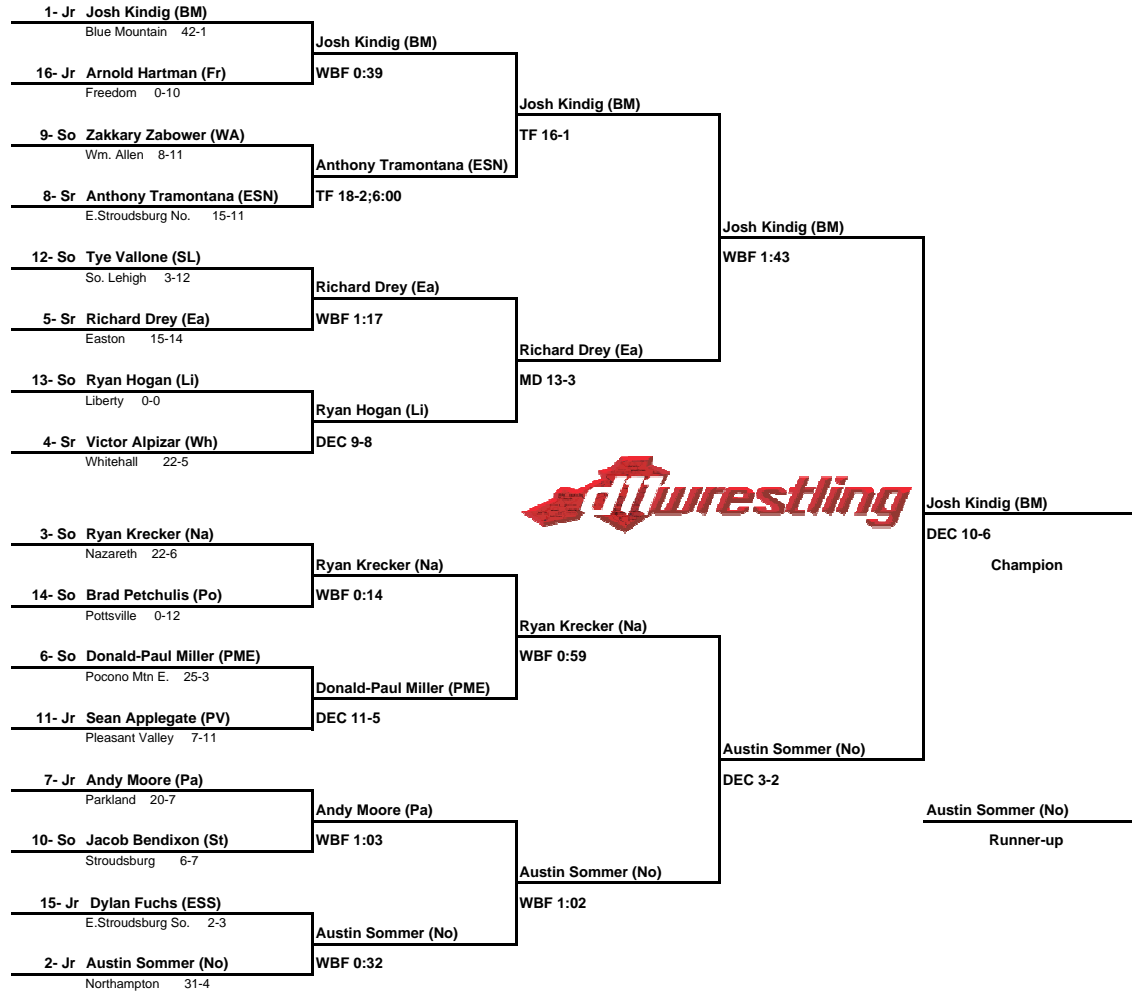 1- Jr Josh Kindig (BM)
Blue Mountain 42-1
Josh Kindig (BM)
16- Jr Arnold Hartman (Fr)
WBF 0:39
Freedom 0-10
Josh Kindig (BM)
9- So Zakkary Zabower (WA)
TF 16-1
Wm. Allen 8-11
Anthony Tramontana (ESN)
8- Sr Anthony Tramontana (ESN)
TF 18-2;6:00
E.Stroudsburg No. 15-11
Josh Kindig (BM)
12- So Tye Vallone (SL)
WBF 1:43
So. Lehigh 3-12
Richard Drey (Ea)
5- Sr Richard Drey (Ea)
WBF 1:17
Easton 15-14
Richard Drey (Ea)
13- So Ryan Hogan (Li)
MD 13-3
Liberty 0-0
Ryan Hogan (Li)
4- Sr Victor Alpizar (Wh)
DEC 9-8
Whitehall 22-5
d11wrestling
Josh Kindig (BM)
3- So Ryan Krecker (Na)
DEC 10-6
Nazareth 22-6
Ryan Krecker (Na)
Champion
14- So Brad Petchulis (Po)
WBF 0:14
Pottsville 0-12
Ryan Krecker (Na)
6- So Donald-Paul Miller (PME)
WBF 0:59
Pocono Mtn E. 25-3
Donald-Paul Miller (PME)
11- Jr Sean Applegate (PV)
DEC 11-5
Pleasant Valley 7-11
Austin Sommer (No)
7- Jr Andy Moore (Pa)
DEC 3-2
Parkland 20-7
Andy Moore (Pa)
Austin Sommer (No)
10- So Jacob Bendixon (St)
WBF 1:03
Runner-up
Stroudsburg 6-7
Austin Sommer (No)
15- Jr Dylan Fuchs (ESS)
WBF 1:02
E.Stroudsburg So. 2-3
Austin Sommer (No)
2- Jr Austin Sommer (No)
WBF 0:32
Northampton 31-4